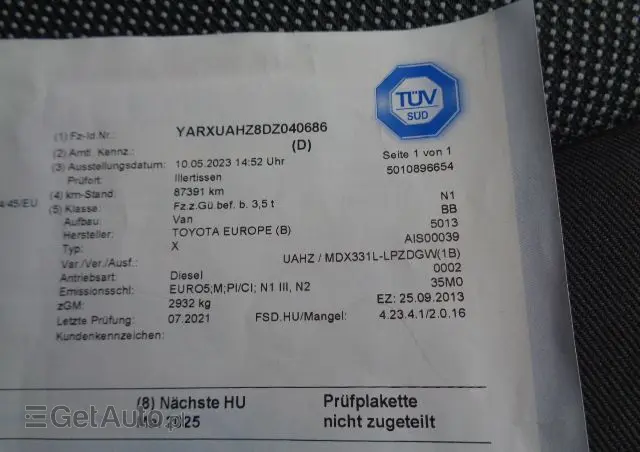 TÜV
SÜD
(1) Fz-Id.Nr.: YARXUAHZ8DZ040686
(2) Amtl. Kennz.: (D)
(3) Ausstellungsdatum: 10.05.2023 14:52 Uhr Seite 1 von 1
Prüfort: Illertissen 5010896654
(4) km-Stand: 87391 km
45/EU (5) Klasse: Fz.z.Gü bef. b. 3,5 t N1
Aufbau: Van BB
Hersteller: TOYOTA EUROPE (B) 5013
Typ: X AIS00039
Var./Ver./Ausf.: UAHZ / MDX331L-LPZDGW(1B)
Antriebsart: Diesel 0002
Emissionsschl: EURO5;M;PI/CI; N1 III, N2 35M0
zGM: 2932 kg EZ: 25.09.2013
Letzte Prüfung: 07.2021 FSD.HU/Mangel: 4.23.4.1/2.0.16
Kundenkennzeichen:
(8) Nächste HU Prüfplakette
2025 nicht zugeteilt
GetAuto.pl